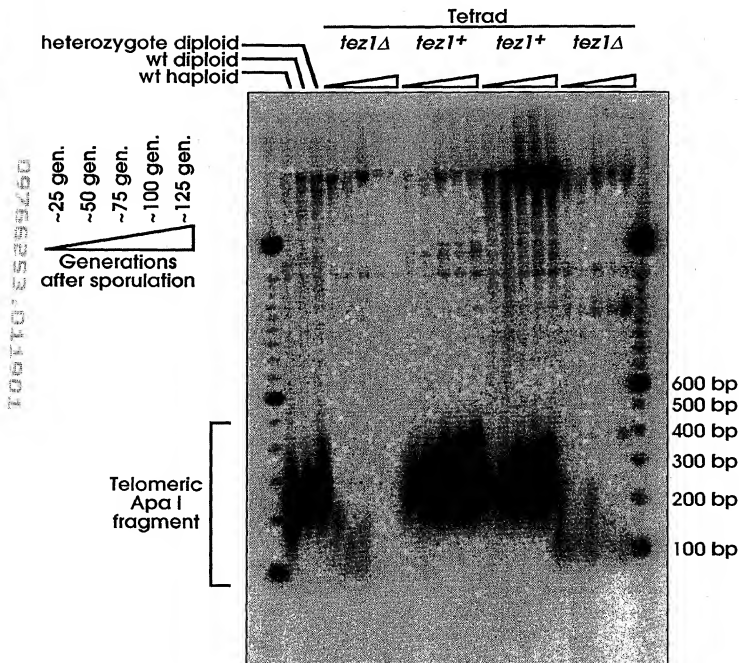 Tetrad
heterozygote diploid
wt diploid
wt haploid
tez1Δ tez1+ tez1+ tez1Δ
~25 gen.
~50 gen.
~75 gen.
~100 gen.
~125 gen.
Generations
after sporulation
600 bp
500 bp
400 bp
300 bp
200 bp
100 bp
Telomeric
Apa I
fragment